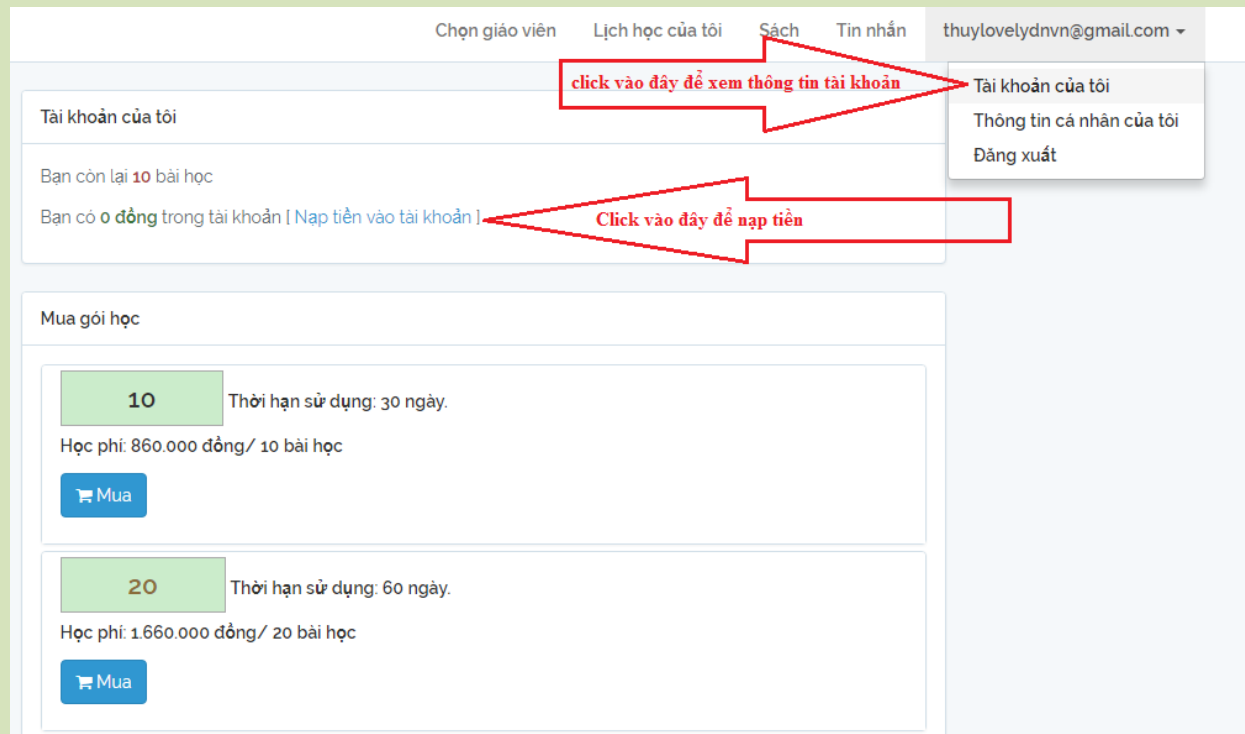 Chọn giáo viên Lịch học của tôi Sách Tin nhắn thuylovelydnvn@gmail.com
click vào đây để xem thông tin tài khoản
Tài khoản của tôi
Thông tin cá nhân của tôi
Đăng xuất
Tài khoản của tôi
Bạn còn lại 10 bài học
Bạn có 0 đồng trong tài khoản [ Nạp tiền vào tài khoản ]
Click vào đây để nạp tiền
Mua gói học
10 Thời hạn sử dụng: 30 ngày.
Học phí: 860.000 đồng/ 10 bài học
Mua
20 Thời hạn sử dụng: 60 ngày.
Học phí: 1.660.000 đồng/ 20 bài học
Mua